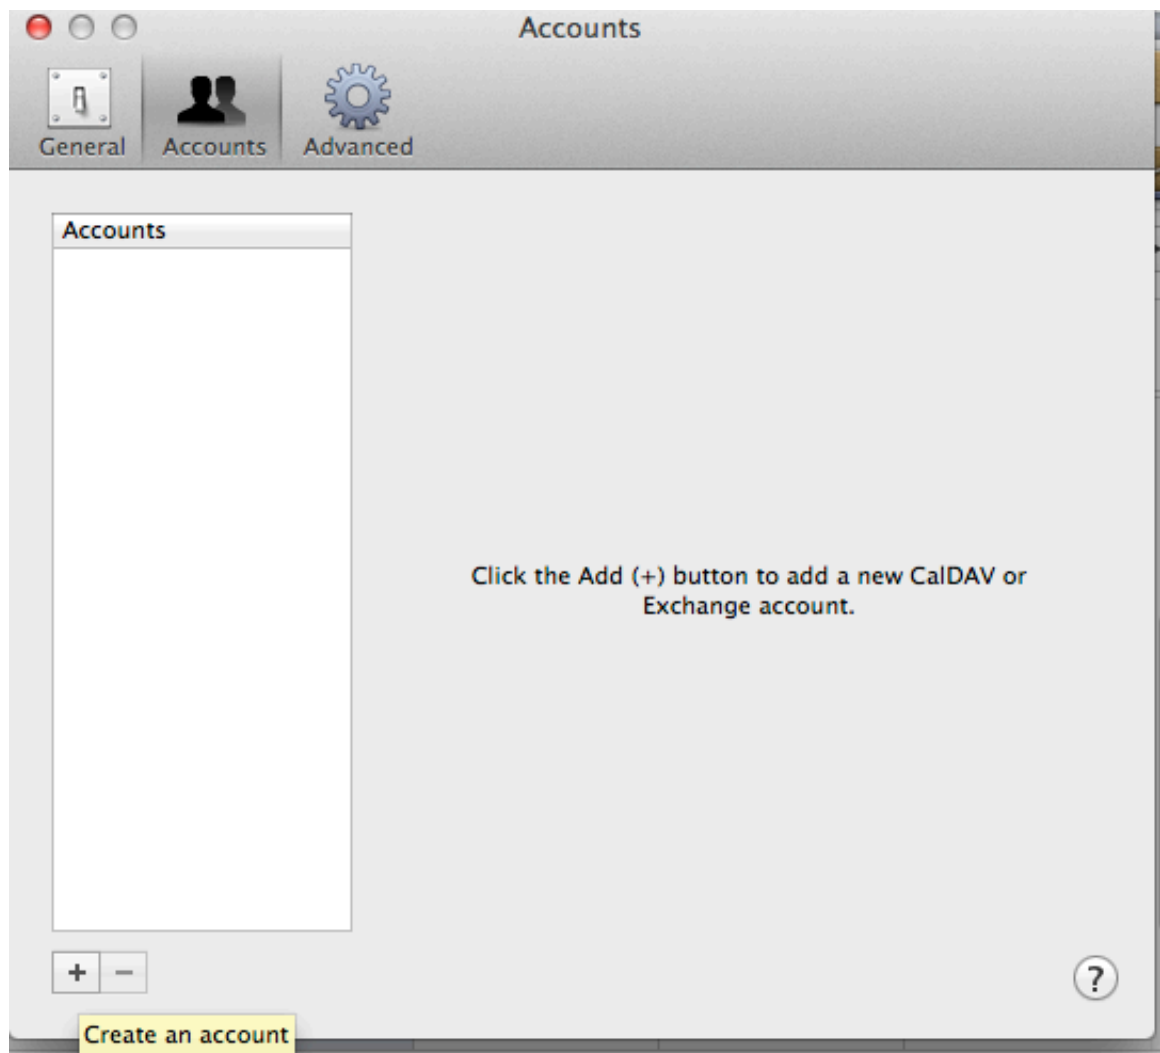 Accounts
General Accounts Advanced
Accounts
Click the Add (+) button to add a new CalDAV or
Exchange account.
+ −
?
Create an account